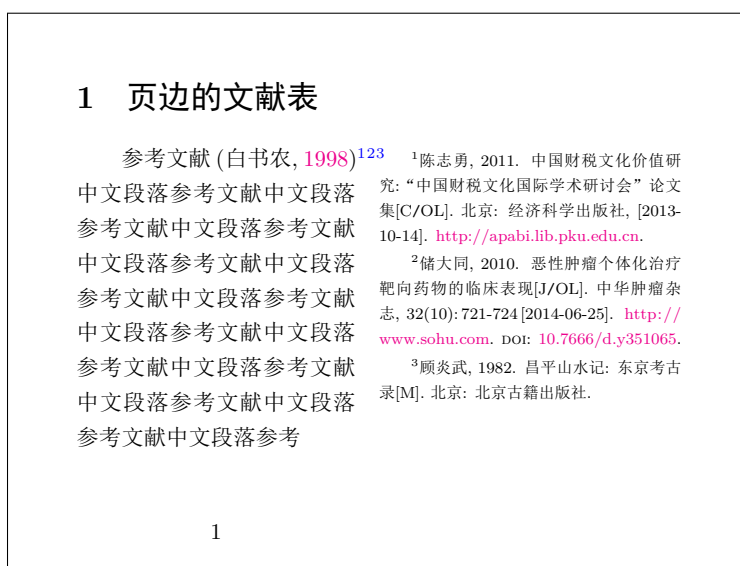 1 页边的文献表
参考文献 (白书农, 1998)¹²³
中文段落参考文献中文段落
参考文献中文段落参考文献
中文段落参考文献中文段落
参考文献中文段落参考文献
中文段落参考文献中文段落
参考文献中文段落参考文献
中文段落参考文献中文段落
参考文献中文段落参考
¹陈志勇, 2011. 中国财税文化价值研
究: “中国财税文化国际学术研讨会” 论文
集[C/OL]. 北京: 经济科学出版社, [2013-
10-14]. http://apabi.lib.pku.edu.cn.
²储大同, 2010. 恶性肿瘤个体化治疗
靶向药物的临床表现[J/OL]. 中华肿瘤杂
志, 32(10): 721-724 [2014-06-25]. http://
www.sohu.com. DOI: 10.7666/d.y351065.
³顾炎武, 1982. 昌平山水记: 东京考古
录[M]. 北京: 北京古籍出版社.
1